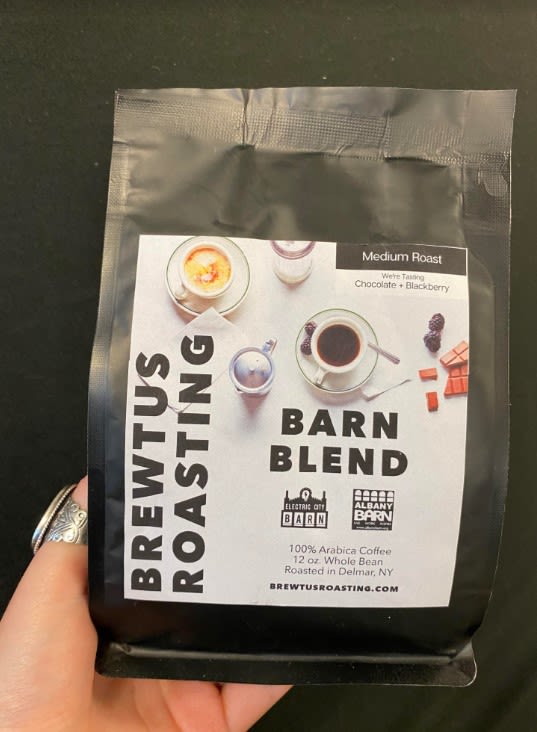 Medium Roast
We're Tasting
Chocolate + Blackberry
BREWTUS
ROASTING
BARN
BLEND
ELECTRIC CITY
BARN
ALBANY
BARN
100% Arabica Coffee
12 oz. Whole Bean
Roasted in Delmar, NY
BREWTUSROASTING.COM